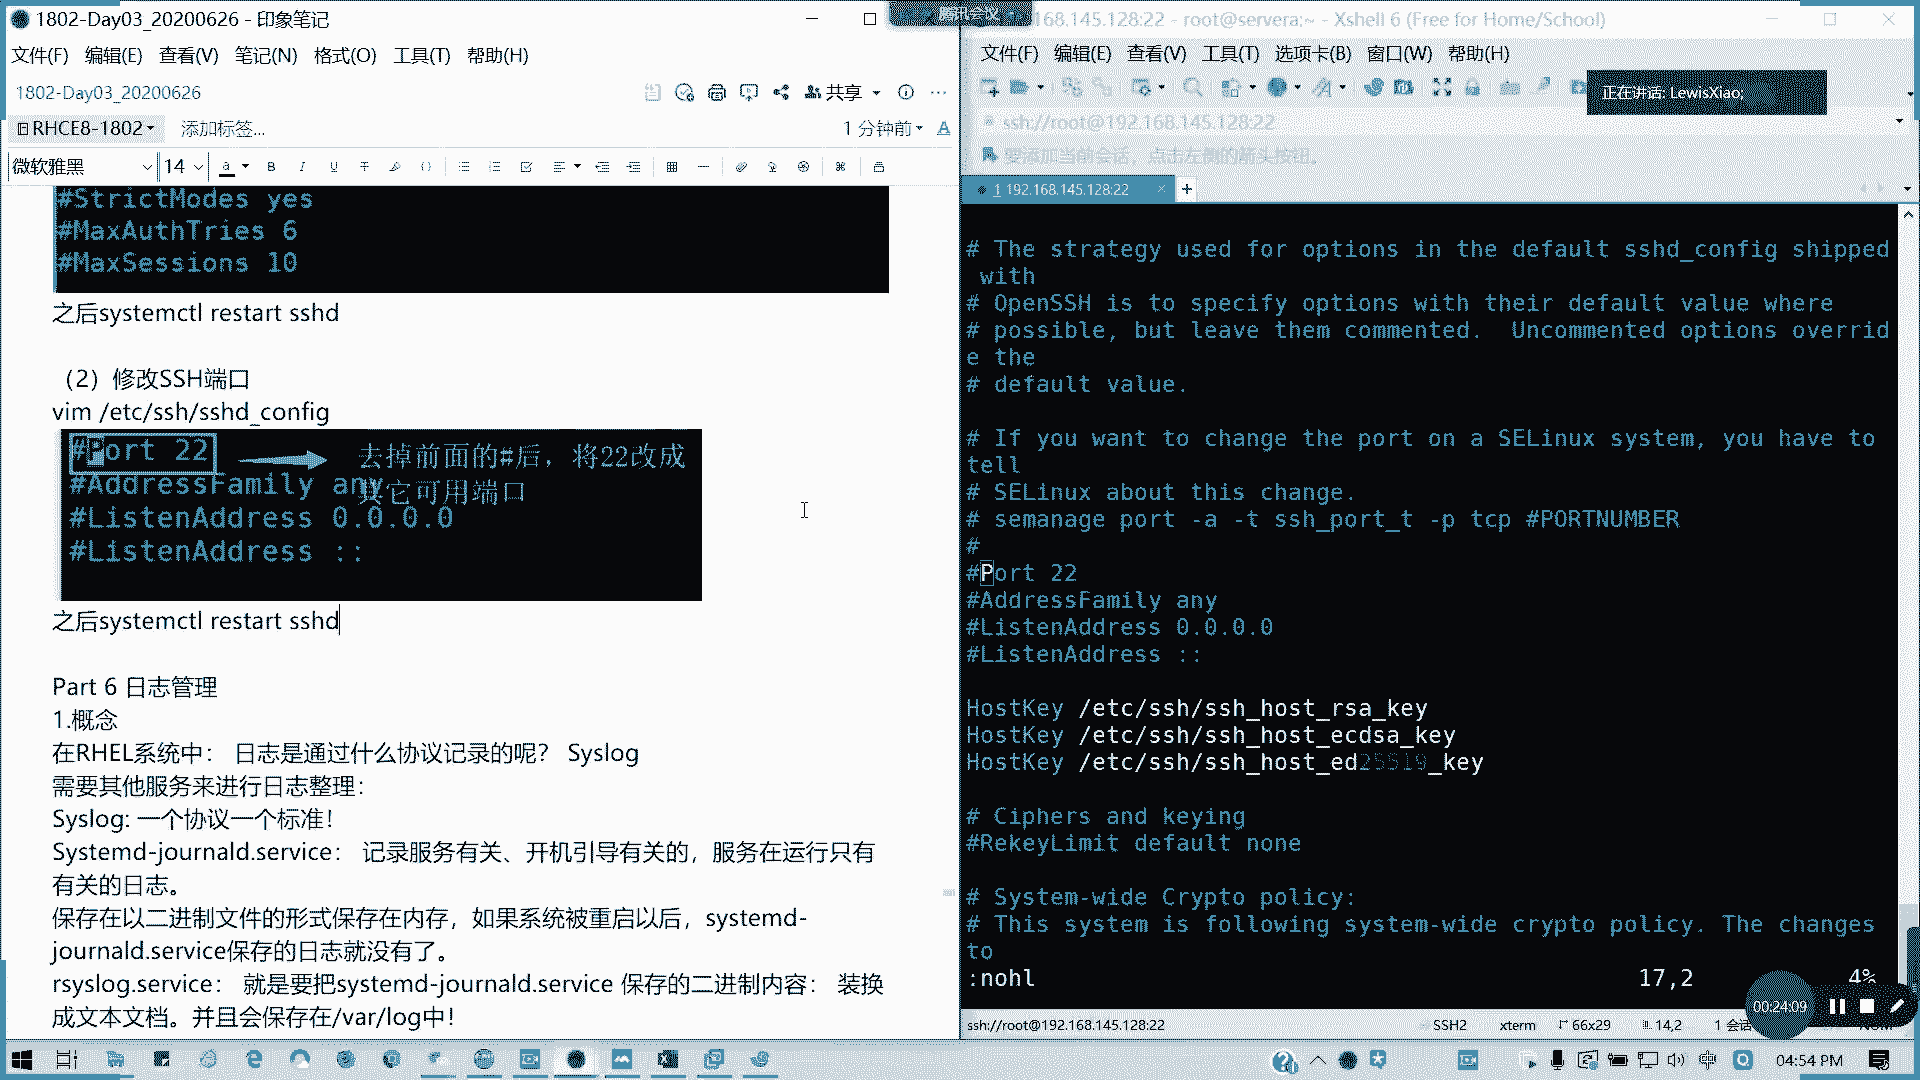 1802-Day03_20200626 - 印象笔记
文件(F) 编辑(E) 查看(V) 笔记(N) 格式(O) 工具(T) 帮助(H)
1802-Day03_20200626
共享
RHCE8-1802
添加标签...
1 分钟前
微软雅黑
14
#StrictModes yes
#MaxAuthTries 6
#MaxSessions 10
之后systemctl restart sshd
（2）修改SSH端口
vim /etc/ssh/sshd_config
#Port 22
去掉前面的#后，将22改成
其它可用端口
#AddressFamily any
#ListenAddress 0.0.0.0
#ListenAddress ::
之后systemctl restart sshd
Part 6 日志管理
1.概念
在RHEL系统中： 日志是通过什么协议记录的呢？ Syslog
需要其他服务来进行日志整理：
Syslog: 一个协议一个标准！
Systemd-journald.service： 记录服务有关、开机引导有关的，服务在运行只有
有关的日志。
保存在以二进制文件的形式保存在内存，如果系统被重启以后，systemd-
journald.service保存的日志就没有了。
rsyslog.service： 就是要把systemd-journald.service 保存的二进制内容： 装换
成文本文档。并且会保存在/var/log中！
腾讯会议
168.145.128:22 - root@servera:~ - Xshell 6 (Free for Home/School)
文件(F) 编辑(E) 查看(V) 工具(T) 选项卡(B) 窗口(W) 帮助(H)
正在讲话: LewisXiao;
ssh://root@192.168.145.128:22
要添加当前会话，点击左侧的箭头按钮。
1 192.168.145.128:22
# The strategy used for options in the default sshd_config shipped
with
# OpenSSH is to specify options with their default value where
# possible, but leave them commented.  Uncommented options overrid
e the
# default value.
# If you want to change the port on a SELinux system, you have to
tell
# SELinux about this change.
# semanage port -a -t ssh_port_t -p tcp #PORTNUMBER
#
#Port 22
#AddressFamily any
#ListenAddress 0.0.0.0
#ListenAddress ::
HostKey /etc/ssh/ssh_host_rsa_key
HostKey /etc/ssh/ssh_host_ecdsa_key
HostKey /etc/ssh/ssh_host_ed25519_key
# Ciphers and keying
#RekeyLimit default none
# System-wide Crypto policy:
# This system is following system-wide crypto policy. The changes
to
:nohl
17,2
4%
00:24:09
ssh://root@192.168.145.128:22
SSH2
xterm
66x29
14,2
1 会话
NUM
中
04:54 PM